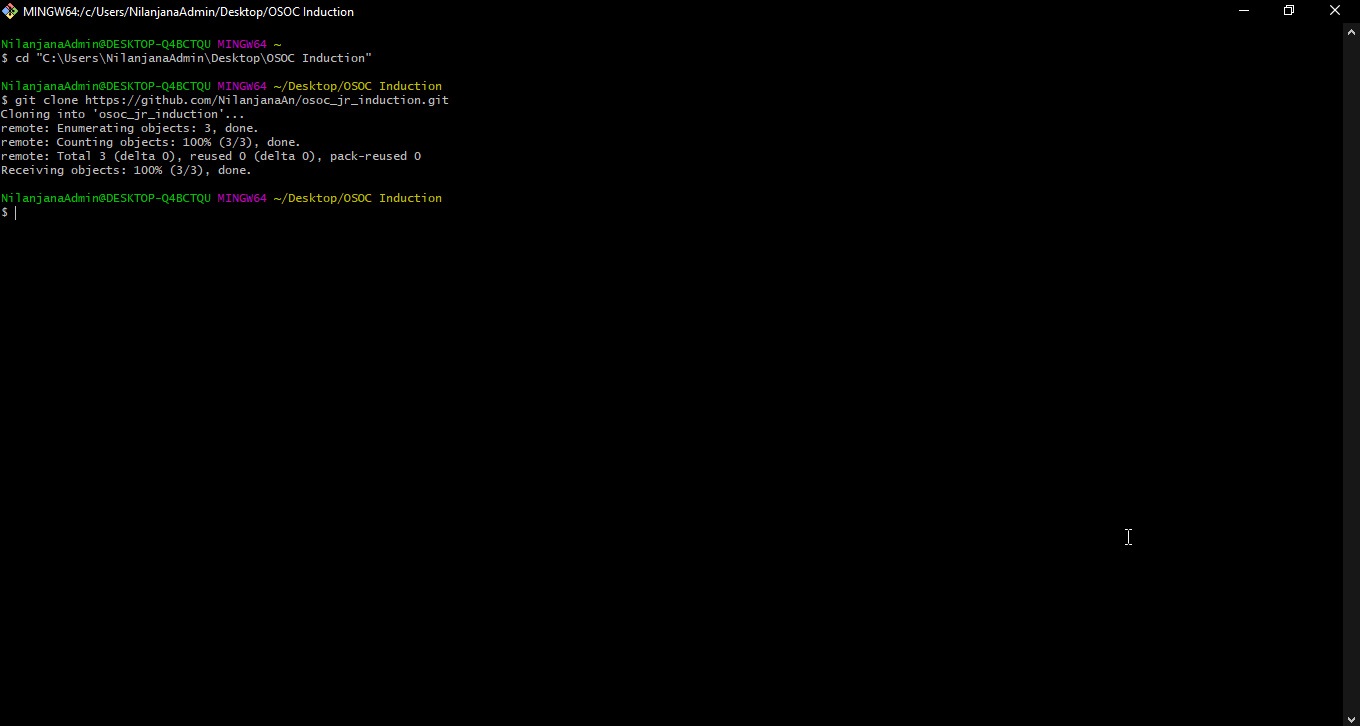 MINGW64:/c/Users/NilanjanaAdmin/Desktop/OSOC Induction
NilanjanaAdmin@DESKTOP-Q4BCTQU MINGW64 ~
$ cd "C:\Users\NilanjanaAdmin\Desktop\OSOC Induction"
NilanjanaAdmin@DESKTOP-Q4BCTQU MINGW64 ~/Desktop/OSOC Induction
$ git clone https://github.com/NilanjanaAn/osoc_jr_induction.git
Cloning into 'osoc_jr_induction'...
remote: Enumerating objects: 3, done.
remote: Counting objects: 100% (3/3), done.
remote: Total 3 (delta 0), reused 0 (delta 0), pack-reused 0
Receiving objects: 100% (3/3), done.
NilanjanaAdmin@DESKTOP-Q4BCTQU MINGW64 ~/Desktop/OSOC Induction
$